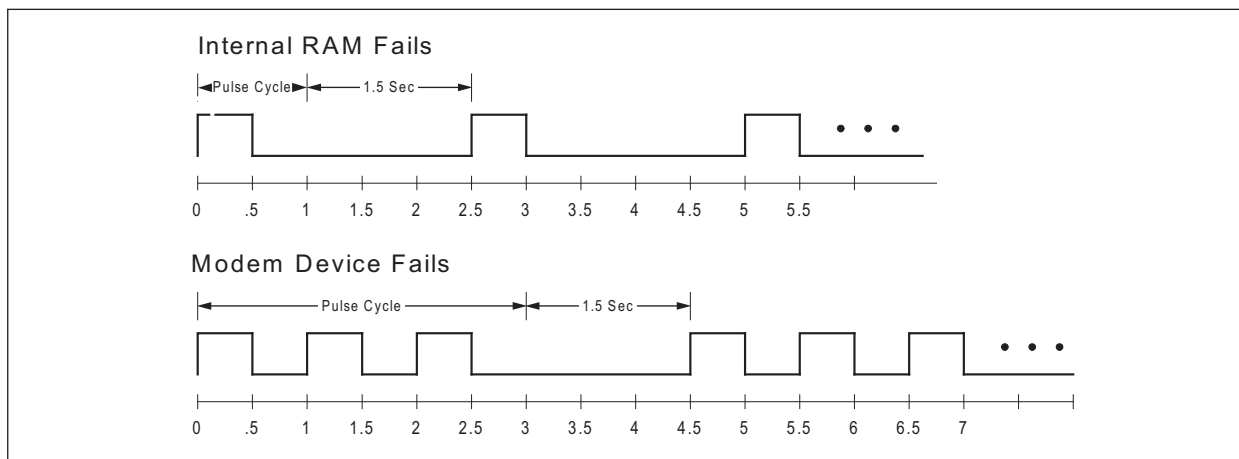 Internal RAM Fails
Pulse Cycle 1.5 Sec
0 .5 1 1.5 2 2.5 3 3.5 4 4.5 5 5.5
Modem Device Fails
Pulse Cycle 1.5 Sec
0 .5 1 1.5 2 2.5 3 3.5 4 4.5 5 5.5 6 6.5 7